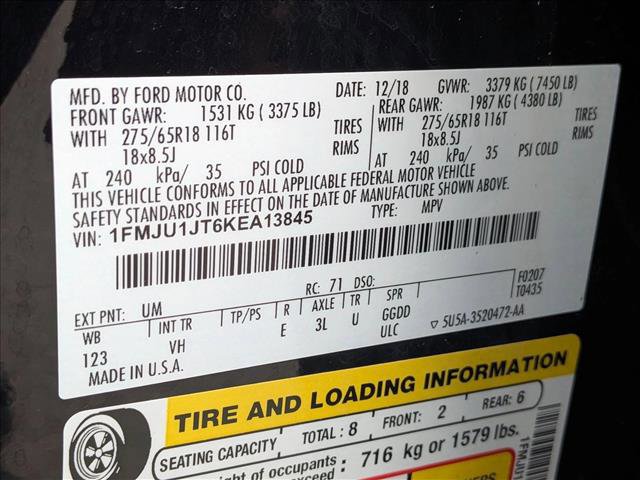 MFD. BY FORD MOTOR CO.
DATE: 12/18 GVWR: 3379 KG (7450 LB)
FRONT GAWR: 1531 KG (3375 LB) REAR GAWR: 1987 KG (4380 LB)
WITH 275/65R18 116T TIRES WITH 275/65R18 116T TIRES
18x8.5J RIMS 18x8.5J RIMS
AT 240 kPa/ 35 PSI COLD AT 240 kPa/ 35 PSI COLD
THIS VEHICLE CONFORMS TO ALL APPLICABLE FEDERAL MOTOR VEHICLE
SAFETY STANDARDS IN EFFECT ON THE DATE OF MANUFACTURE SHOWN ABOVE.
VIN: 1FMJU1JT6KEA13845 TYPE: MPV
F0207
T0435
EXT PNT: UM RC: 71 DSO:
WB INT TR TP/PS R AXLE TR SPR
123 VH E 3L U GGDD
ULC ▽ 5U5A-3520472-AA
MADE IN U.S.A.
TIRE AND LOADING INFORMATION
SEATING CAPACITY TOTAL: 8 FRONT: 2 REAR: 6
of occupants 716 kg or 1579 lbs.
1FMJU1